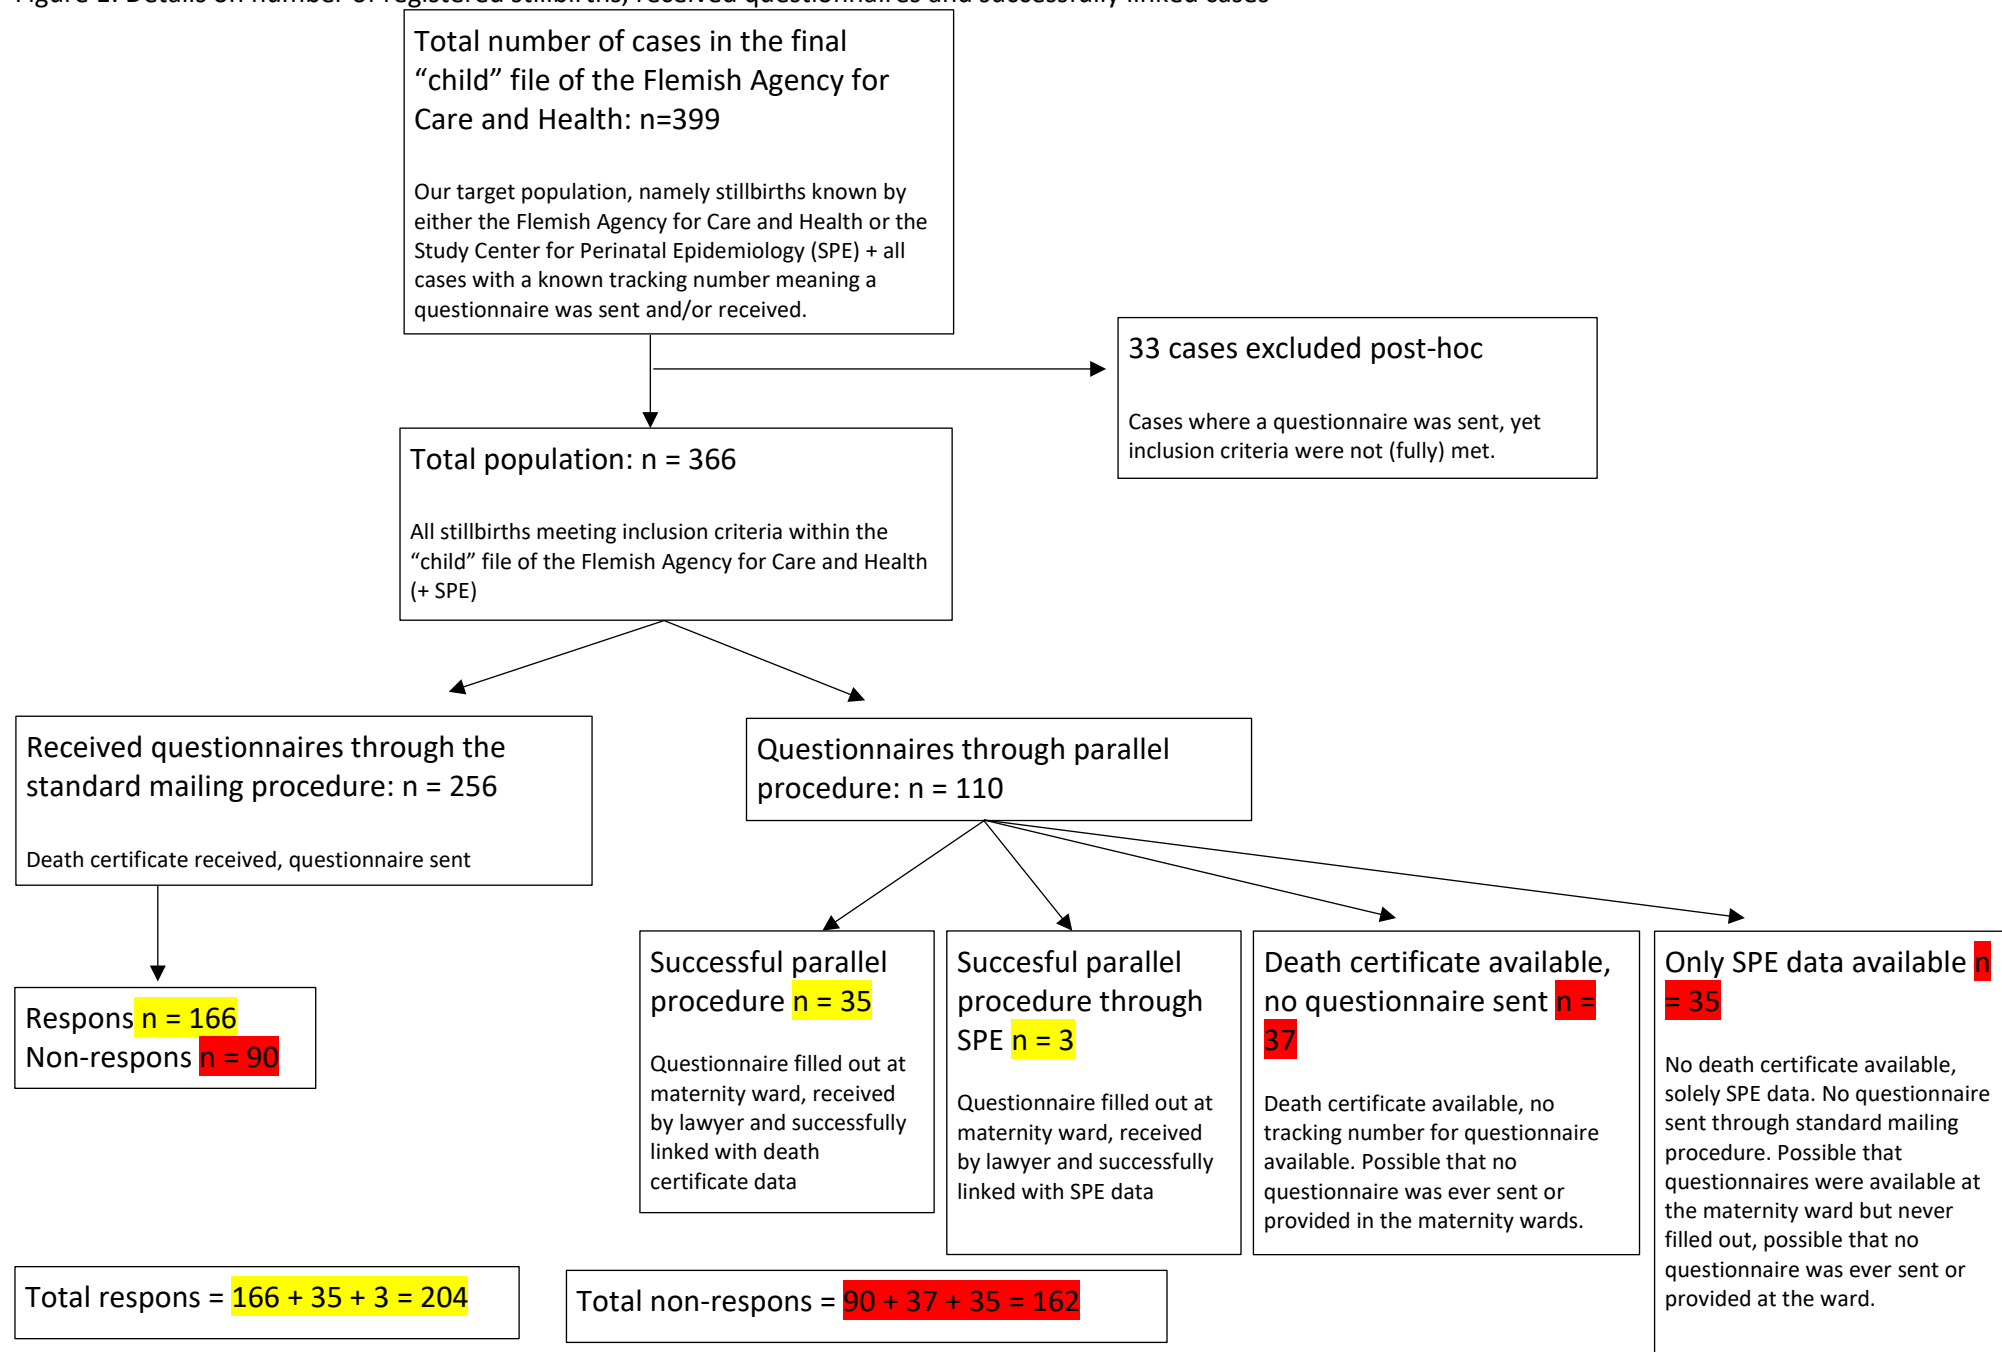 Total number of cases in the final
“child” file of the Flemish Agency for
Care and Health: n=399
Our target population, namely stillbirths known by
either the Flemish Agency for Care and Health or the
Study Center for Perinatal Epidemiology (SPE) + all
cases with a known tracking number meaning a
questionnaire was sent and/or received.
33 cases excluded post-hoc
Cases where a questionnaire was sent, yet
inclusion criteria were not (fully) met.
Total population: n = 366
All stillbirths meeting inclusion criteria within the
“child” file of the Flemish Agency for Care and Health
(+ SPE)
Received questionnaires through the
standard mailing procedure: n = 256
Death certificate received, questionnaire sent
Questionnaires through parallel
procedure: n = 110
Respons n = 166
Non-respons n = 90
Successful parallel
procedure n = 35
Questionnaire filled out at
maternity ward, received
by lawyer and successfully
linked with death
certificate data
Succesful parallel
procedure through
SPE n = 3
Questionnaire filled out at
maternity ward, received
by lawyer and successfully
linked with SPE data
Death certificate available,
no questionnaire sent n =
37
Death certificate available, no
tracking number for questionnaire
available. Possible that no
questionnaire was ever sent or
provided in the maternity wards.
Only SPE data available n
= 35
No death certificate available,
solely SPE data. No questionnaire
sent through standard mailing
procedure. Possible that
questionnaires were available at
the maternity ward but never
filled out, possible that no
questionnaire was ever sent or
provided at the ward.
Total respons = 166 + 35 + 3 = 204
Total non-respons = 90 + 37 + 35 = 162